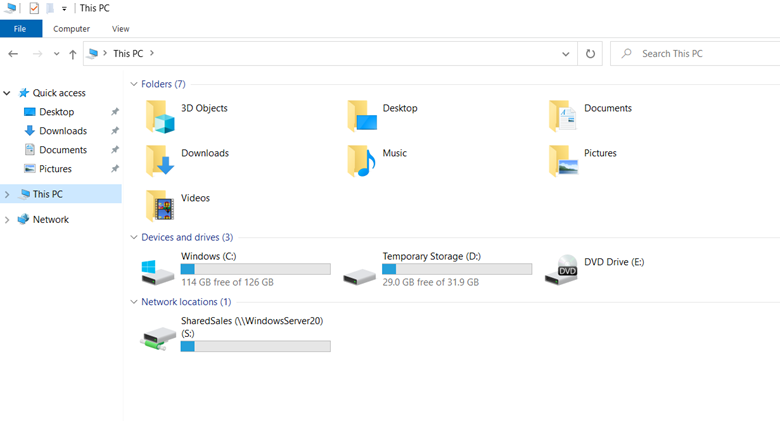 This PC
File Computer View
This PC
Search This PC
Quick access
Desktop
Downloads
Documents
Pictures
This PC
Network
Folders (7)
3D Objects
Desktop
Documents
Downloads
Music
Pictures
Videos
Devices and drives (3)
Windows (C:)
114 GB free of 126 GB
Temporary Storage (D:)
29.0 GB free of 31.9 GB
DVD
DVD Drive (E:)
Network locations (1)
SharedSales (\\WindowsServer20)
(S:)